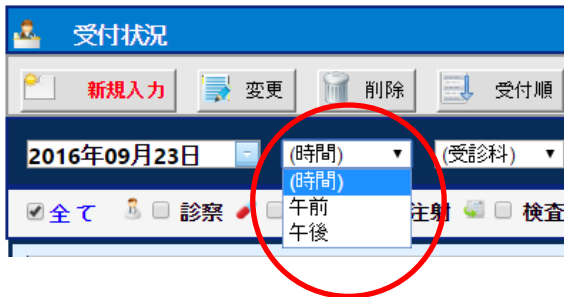 受付状況
新規入力 変更 削除 受付順
2016年09月23日 (時間) (受診科)
(時間)
午前
午後
全て 診察 注射 検査